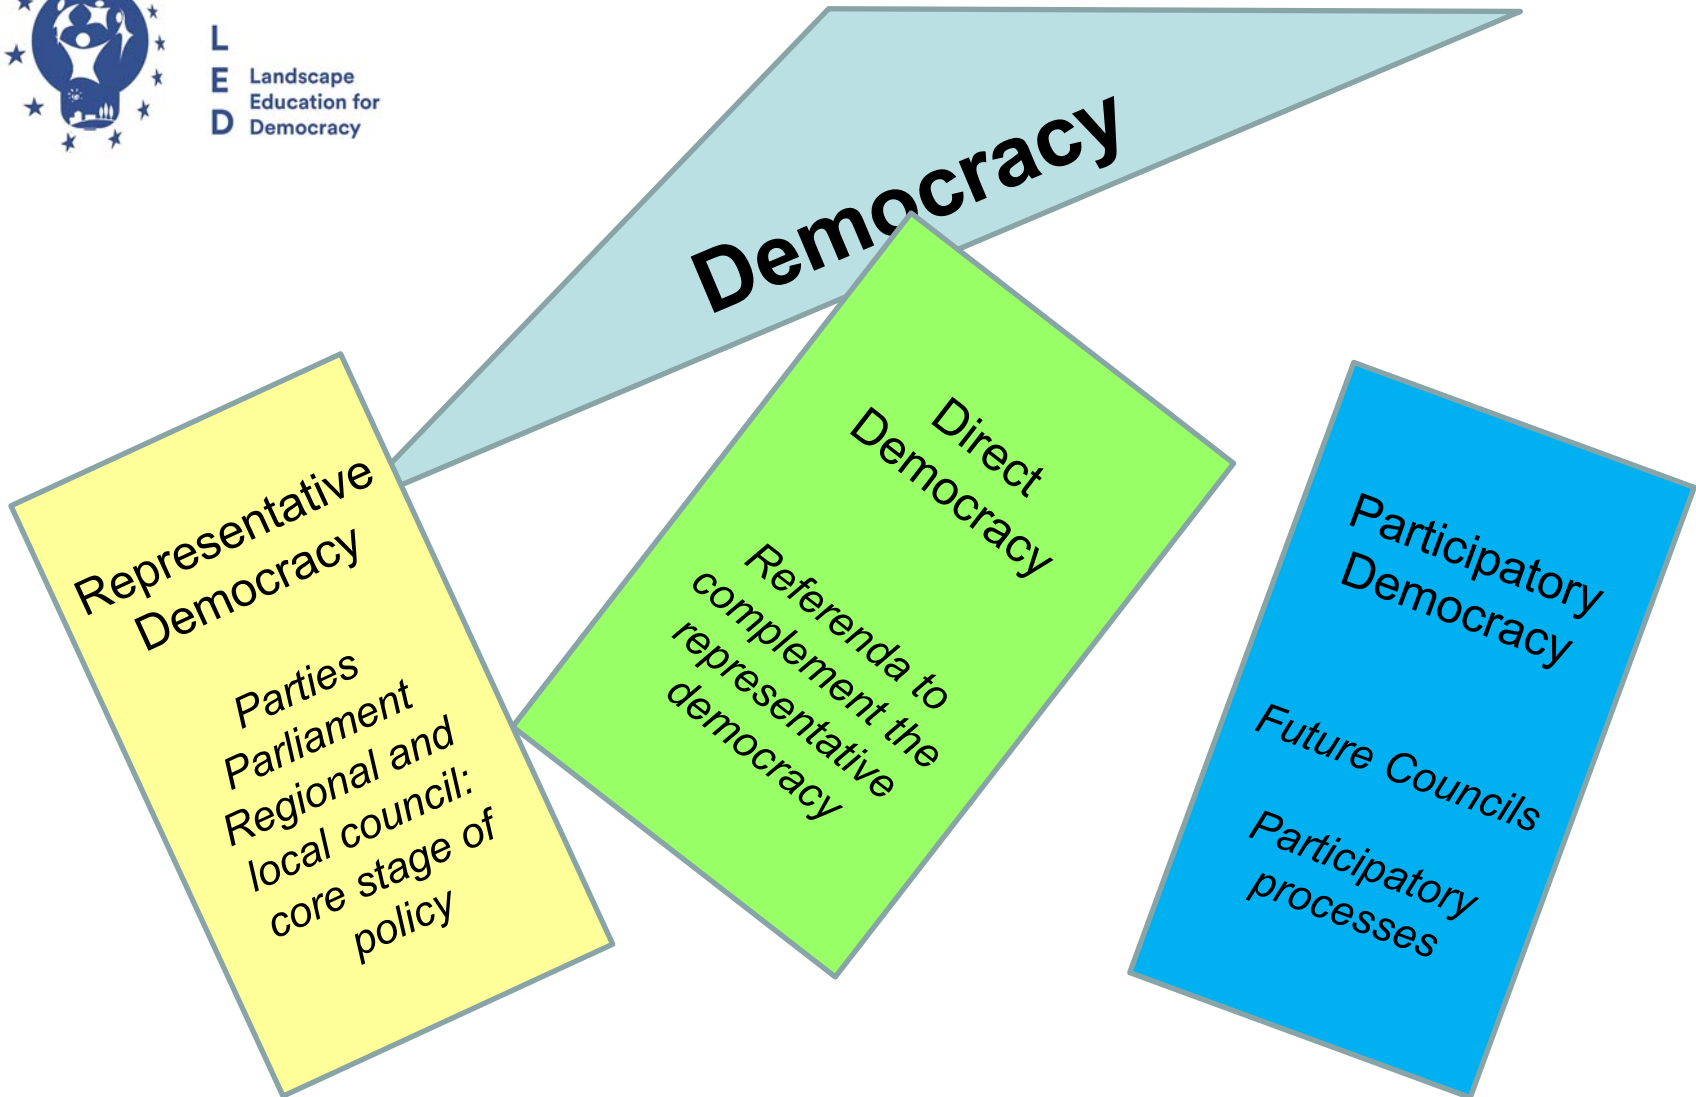 L
E
D
Landscape
Education for
Democracy
Democracy
Representative
Democracy
Parties
Parliament
Regional and
local council:
core stage of
policy
Direct
Democracy
Referenda to
complement the
representative
democracy
Participatory
Democracy
Future Councils
Participatory
processes